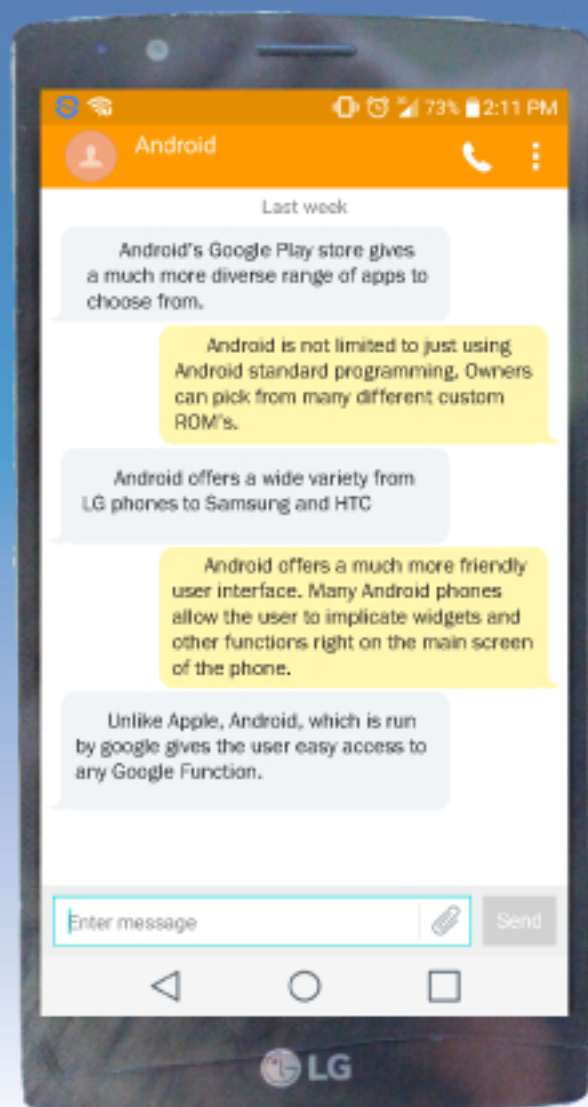 73% 2:11 PM
Android
Last week
Android's Google Play store gives
a much more diverse range of apps to
choose from.
Android is not limited to just using
Android standard programming, Owners
can pick from many different custom
ROM's.
Android offers a wide variety from
LG phones to Samsung and HTC
Android offers a much more friendly
user interface. Many Android phones
allow the user to implicate widgets and
other functions right on the main screen
of the phone.
Unlike Apple, Android, which is run
by google gives the user easy access to
any Google Function.
Enter message
Send
LG